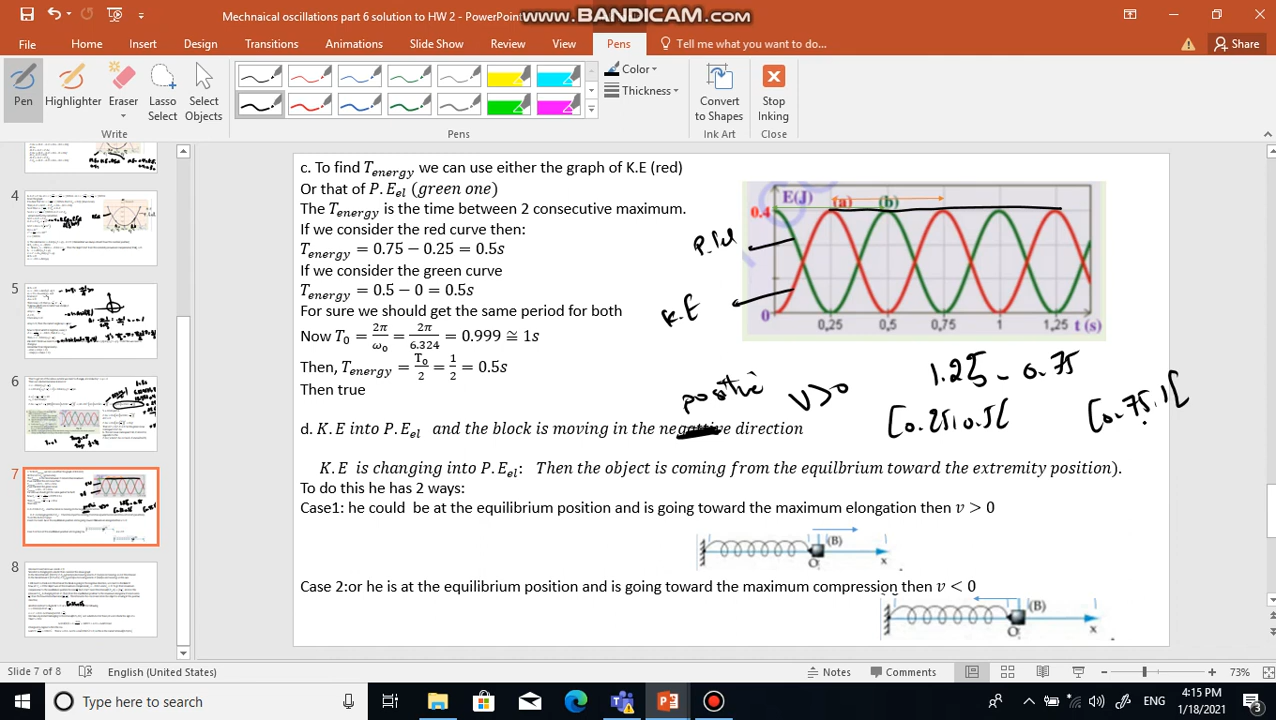 Mechnaical oscillations part 6 solution to HW 2 - PowerPoint
www.BANDICAM.com
File Home Insert Design Transitions Animations Slide Show Review View Pens Tell me what you want to do... Share
Pen Highlighter Eraser Lasso Select Select Objects
Color
Thickness
Convert to Shapes
Stop Inking
Write
Pens
Ink Art
Close
4
5
6
7
8
c. To find T_energy we can use either the graph of K.E (red)
Or that of P.E_el (green one)
The T_energy is the time between 2 consecutive maximum.
If we consider the red curve then:
T_energy = 0.75 − 0.25 = 0.5s
If we consider the green curve
T_energy = 0.5 − 0 = 0.5s
For sure we should get the same period for both
Now T₀ = 2π/ω₀ = 2π/6.324 = 0.999 ≅ 1s
Then, T_energy = T₀/2 = 1/2 = 0.5s
Then true
E(J) (a) (b)
0.4
0
0,25 0,5 0,75 1 1,25 t (s)
K.E
1.25 - 0.75
positive v>0
[0.25,0.5[
[0.75,1[
d. K.E into P.E_el and the block is moving in the negative direction
K.E is changing into P.E_el: Then the object is coming from the equilbrium toward the extremity position).
To do this he has 2 ways:
Case1: he could be at the equilibrium position and is going toward the maximum elongation then v > 0
(B)
O
x
Case 2:or he is at the equilibrium position and is going toward the maximum compression then v < 0
(B)
O
x
Slide 7 of 8 English (United States) Notes Comments 73%
Type here to search
ENG
4:15 PM
1/18/2021
3